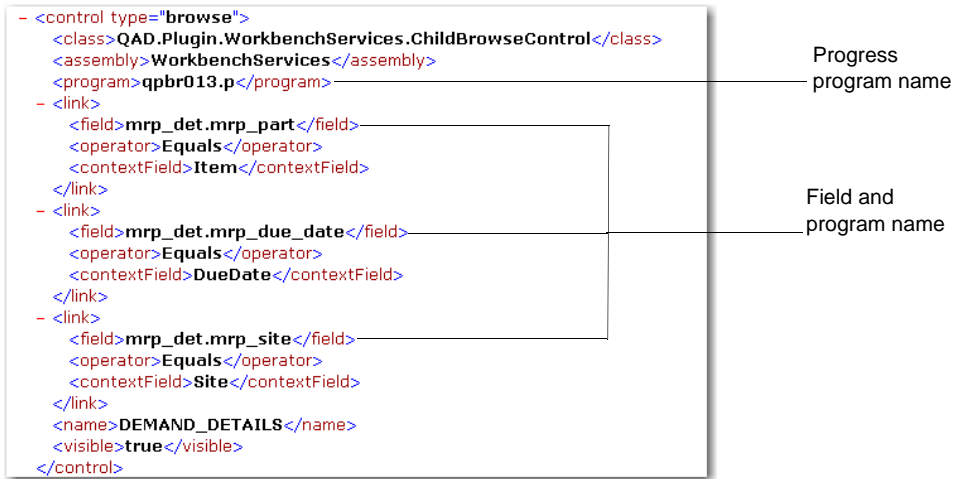 - <control type="browse">
<class>QAD.Plugin.WorkbenchServices.ChildBrowseControl</class>
<assembly>WorkbenchServices</assembly>
<program>qpbr013.p</program>
- <link>
<field>mrp_det.mrp_part</field>
<operator>Equals</operator>
<contextField>Item</contextField>
</link>
- <link>
<field>mrp_det.mrp_due_date</field>
<operator>Equals</operator>
<contextField>DueDate</contextField>
</link>
- <link>
<field>mrp_det.mrp_site</field>
<operator>Equals</operator>
<contextField>Site</contextField>
</link>
<name>DEMAND_DETAILS</name>
<visible>true</visible>
</control>
Progress
program name
Field and
program name